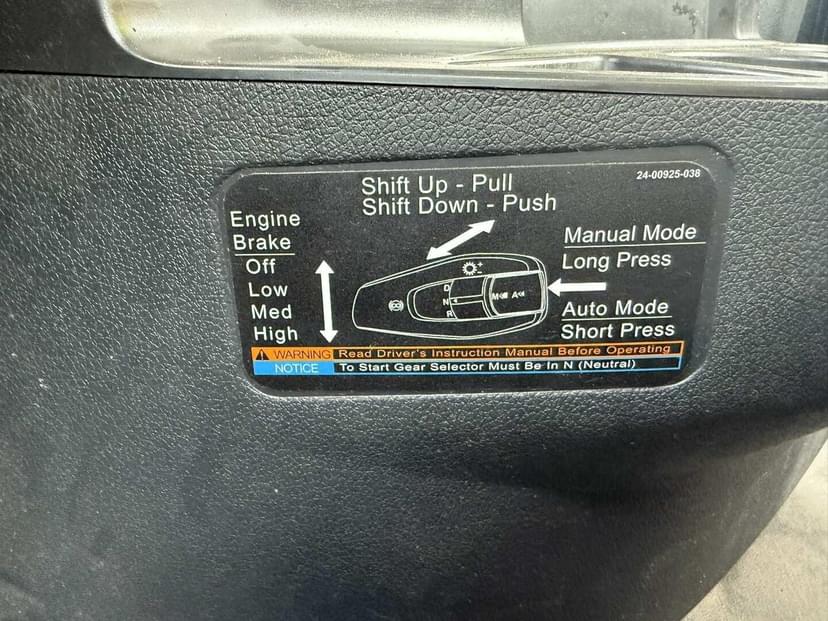 24-00925-038
Shift Up - Pull
Shift Down - Push
Engine
Brake
Off
Low
Med
High
Manual Mode
Long Press
Auto Mode
Short Press
D
N
R
M
A
+
-
WARNING Read Driver's Instruction Manual Before Operating
NOTICE To Start Gear Selector Must Be In N (Neutral)